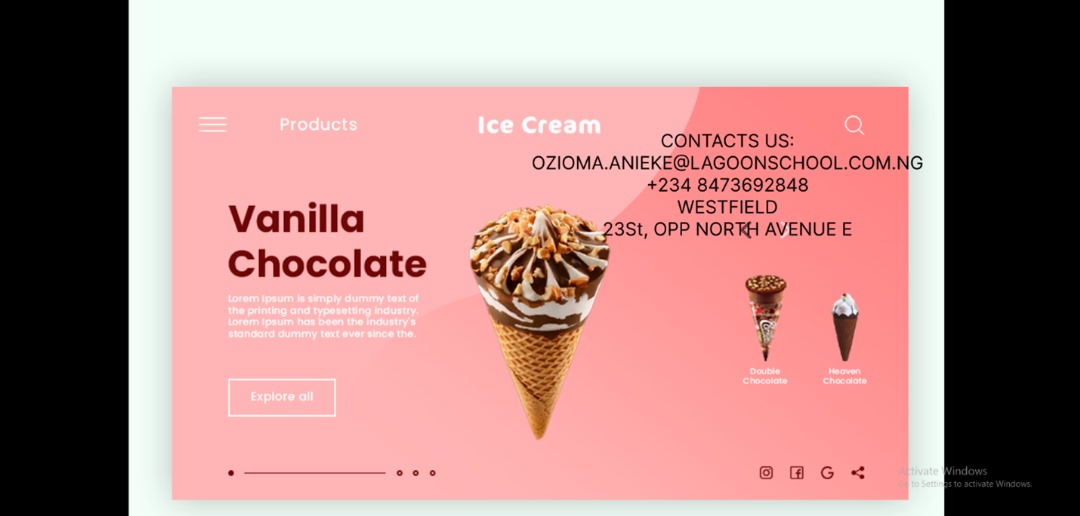 Products
Ice Cream
CONTACTS US:
OZIOMA.ANIEKE@LAGOONSCHOOL.COM.NG
+234 8473692848
WESTFIELD
23St, OPP NORTH AVENUE E
Vanilla
Chocolate
Lorem Ipsum is simply dummy text of
the printing and typesetting industry.
Lorem Ipsum has been the industry's
standard dummy text ever since the.
Explore all
Double
Chocolate
Heaven
Chocolate
Activate Windows
Go to Settings to activate Windows.